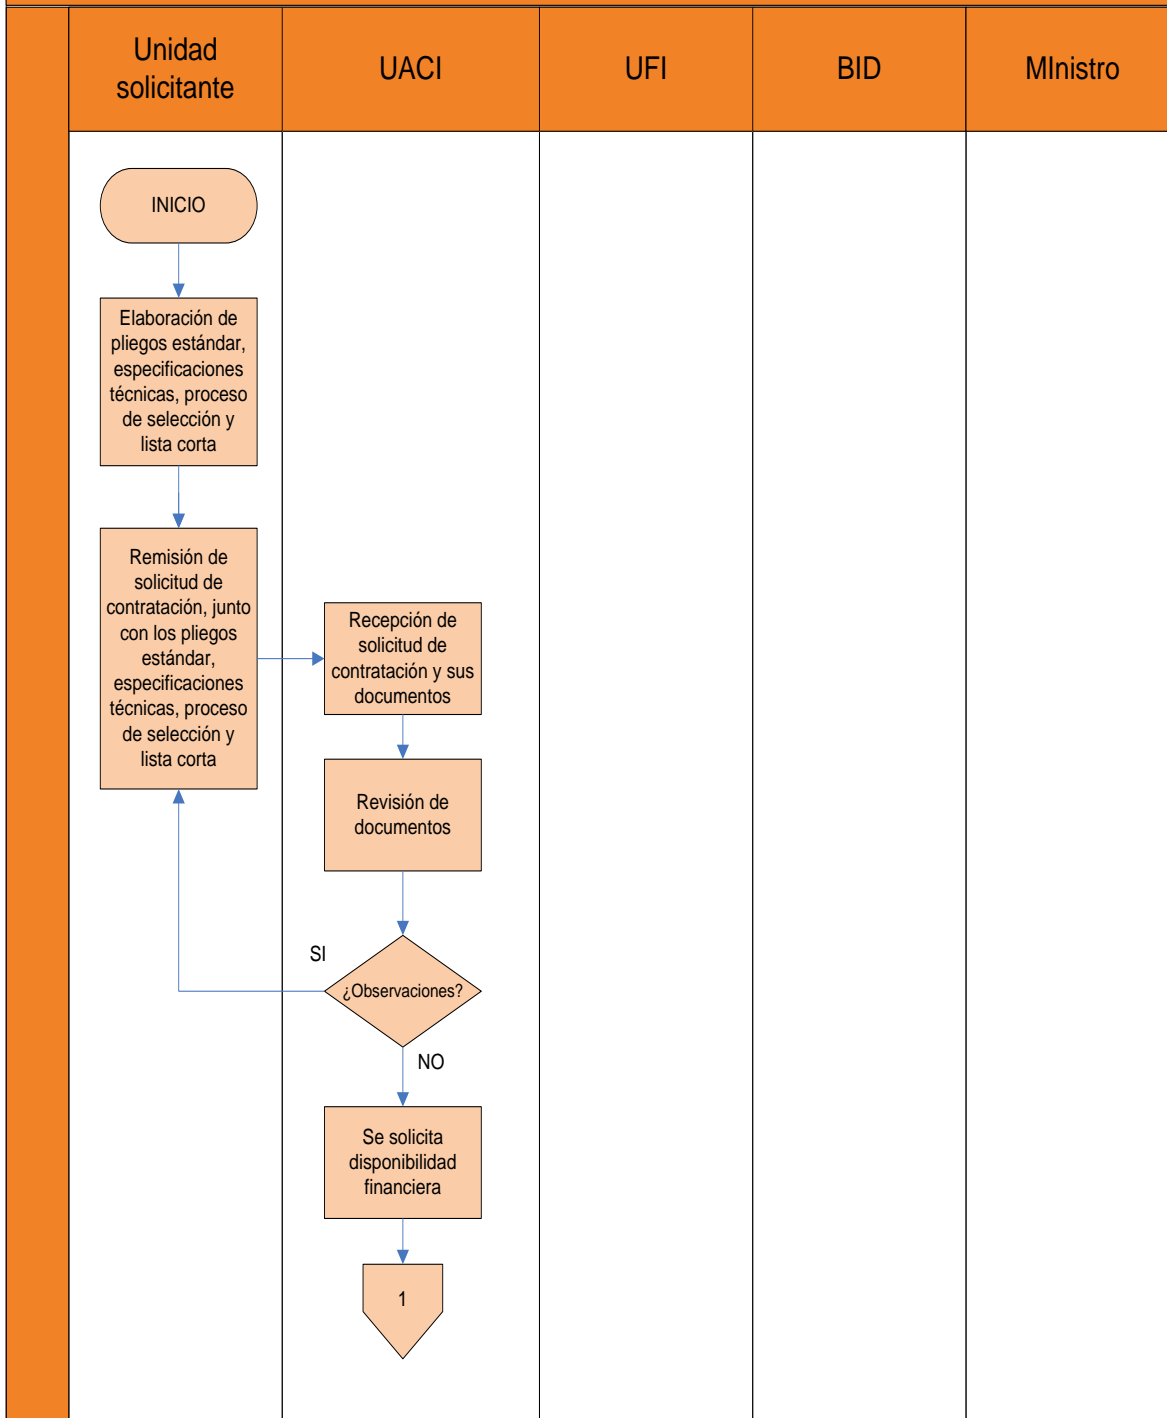 Unidad
solicitante
UACI
UFI
BID
MInistro
INICIO
Elaboración de
pliegos estándar,
especificaciones
técnicas, proceso
de selección y
lista corta
Remisión de
solicitud de
contratación, junto
con los pliegos
estándar,
especificaciones
técnicas, proceso
de selección y
lista corta
Recepción de
solicitud de
contratación y sus
documentos
Revisión de
documentos
SI
¿Observaciones?
NO
Se solicita
disponibilidad
financiera
1